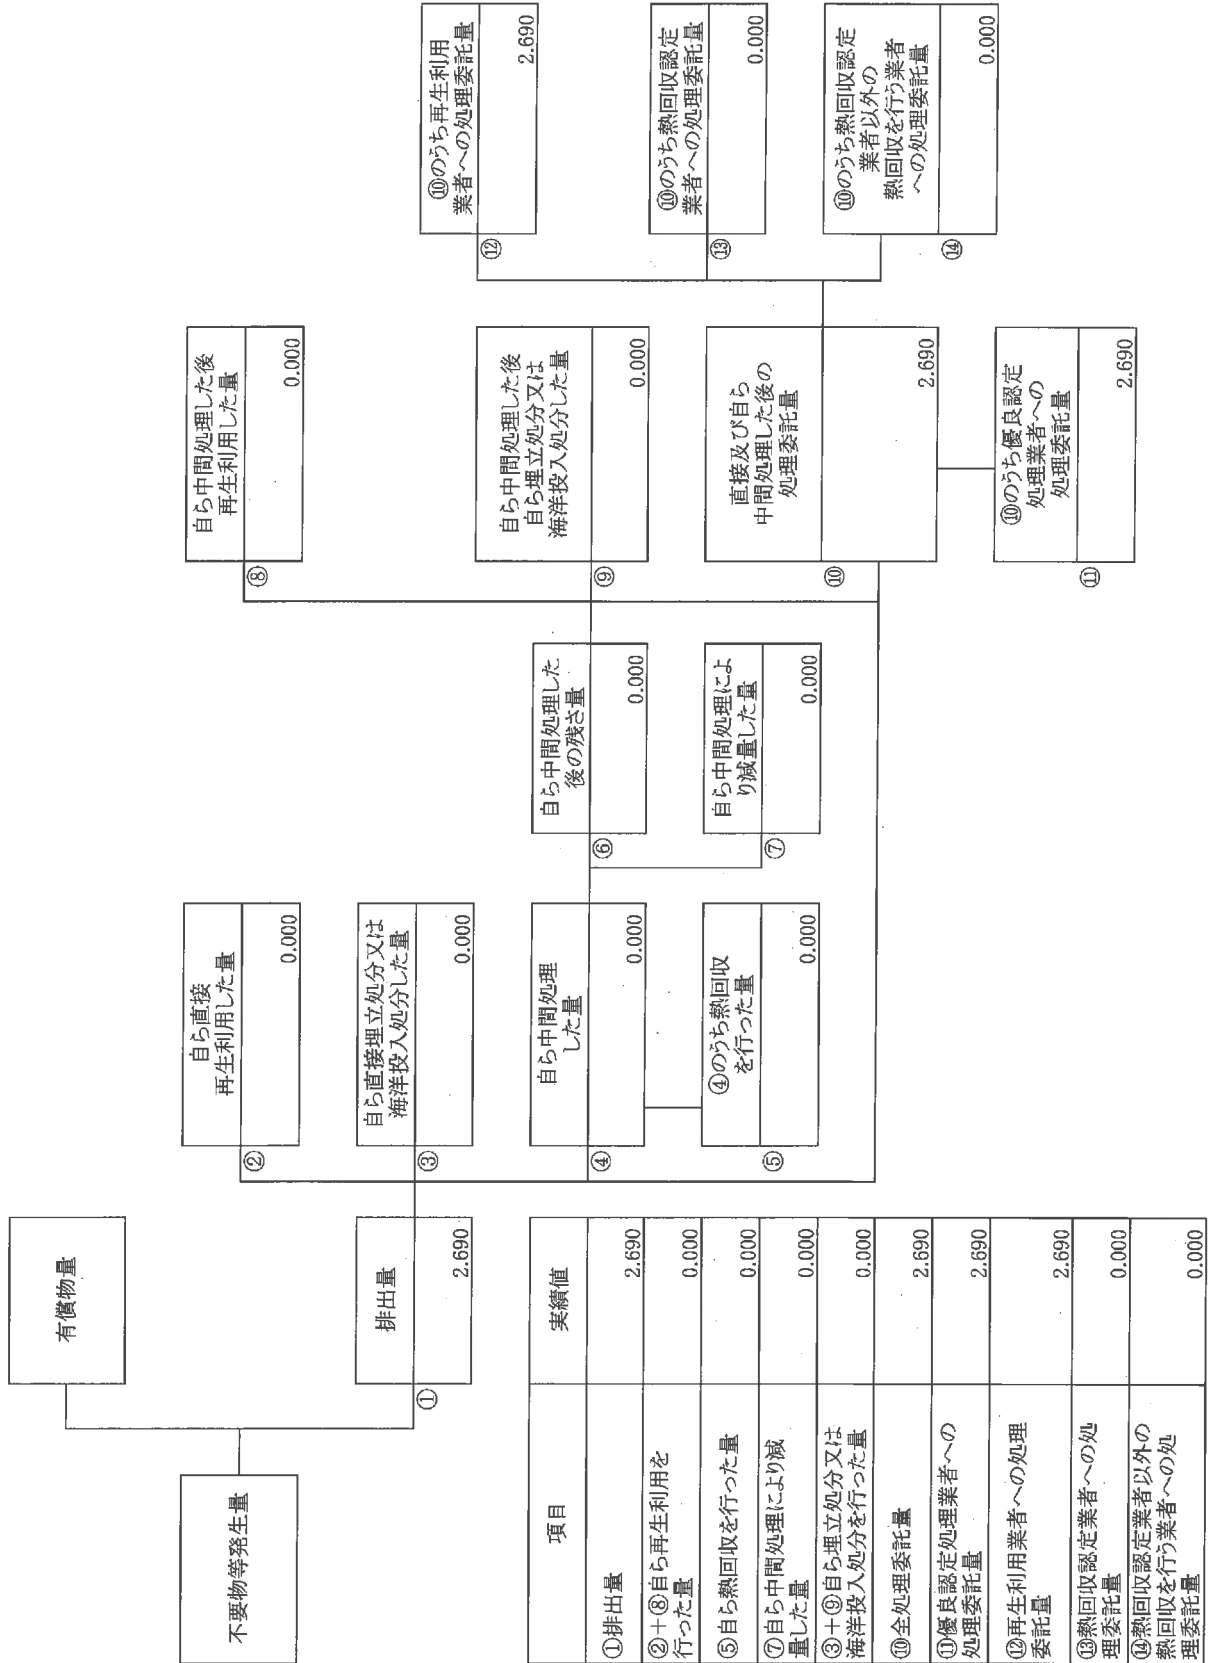 不要物等発生量
有償物量
排出量
①
2.690
自ら直接
再生利用した量
②
0.000
自ら直接埋立処分又は
海洋投入処分した量
③
0.000
自ら中間処理
した量
④
0.000
④のうち熱回収
を行った量
⑤
0.000
自ら中間処理した
後の残さ量
⑥
0.000
自ら中間処理によ
り減量した量
⑦
0.000
自ら中間処理した後
再生利用した量
⑧
0.000
自ら中間処理した後
自ら埋立処分又は
海洋投入処分した量
⑨
0.000
直接及び自ら
中間処理した後の
処理委託量
⑩
2.690
⑩のうち優良認定
処理業者への
処理委託量
⑪
2.690
⑩のうち再生利用
業者への処理委託量
⑫
2.690
⑩のうち熱回収認定
業者への処理委託量
⑬
0.000
⑩のうち熱回収認定
業者以外の
熱回収を行う業者
への処理委託量
⑭
0.000
項目 実績値
①排出量 2.690
②+⑧自ら再生利用を
行った量 0.000
⑤自ら熱回収を行った量 0.000
⑦自ら中間処理により減
量した量 0.000
③+⑨自ら埋立処分又は
海洋投入処分を行った量 0.000
⑩全処理委託量 2.690
⑪優良認定処理業者への
処理委託量 2.690
⑫再生利用業者への処理
委託量 2.690
⑬熱回収認定業者への処
理委託量 0.000
⑭熱回収認定業者以外の
熱回収を行う業者への処
理委託量 0.000